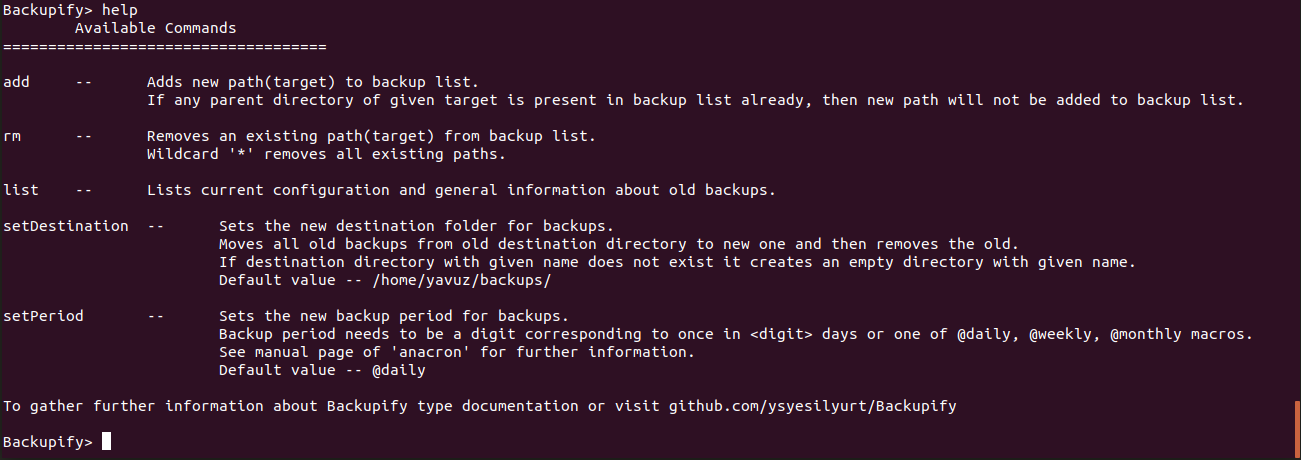 Backupify> help
Available Commands
====================================
add -- Adds new path(target) to backup list.
If any parent directory of given target is present in backup list already, then new path will not be added to backup list.
rm -- Removes an existing path(target) from backup list.
Wildcard '*' removes all existing paths.
list -- Lists current configuration and general information about old backups.
setDestination -- Sets the new destination folder for backups.
Moves all old backups from old destination directory to new one and then removes the old.
If destination directory with given name does not exist it creates an empty directory with given name.
Default value -- /home/yavuz/backups/
setPeriod -- Sets the new backup period for backups.
Backup period needs to be a digit corresponding to once in <digit> days or one of @daily, @weekly, @monthly macros.
See manual page of 'anacron' for further information.
Default value -- @daily
To gather further information about Backupify type documentation or visit github.com/ysyesilyurt/Backupify
Backupify>